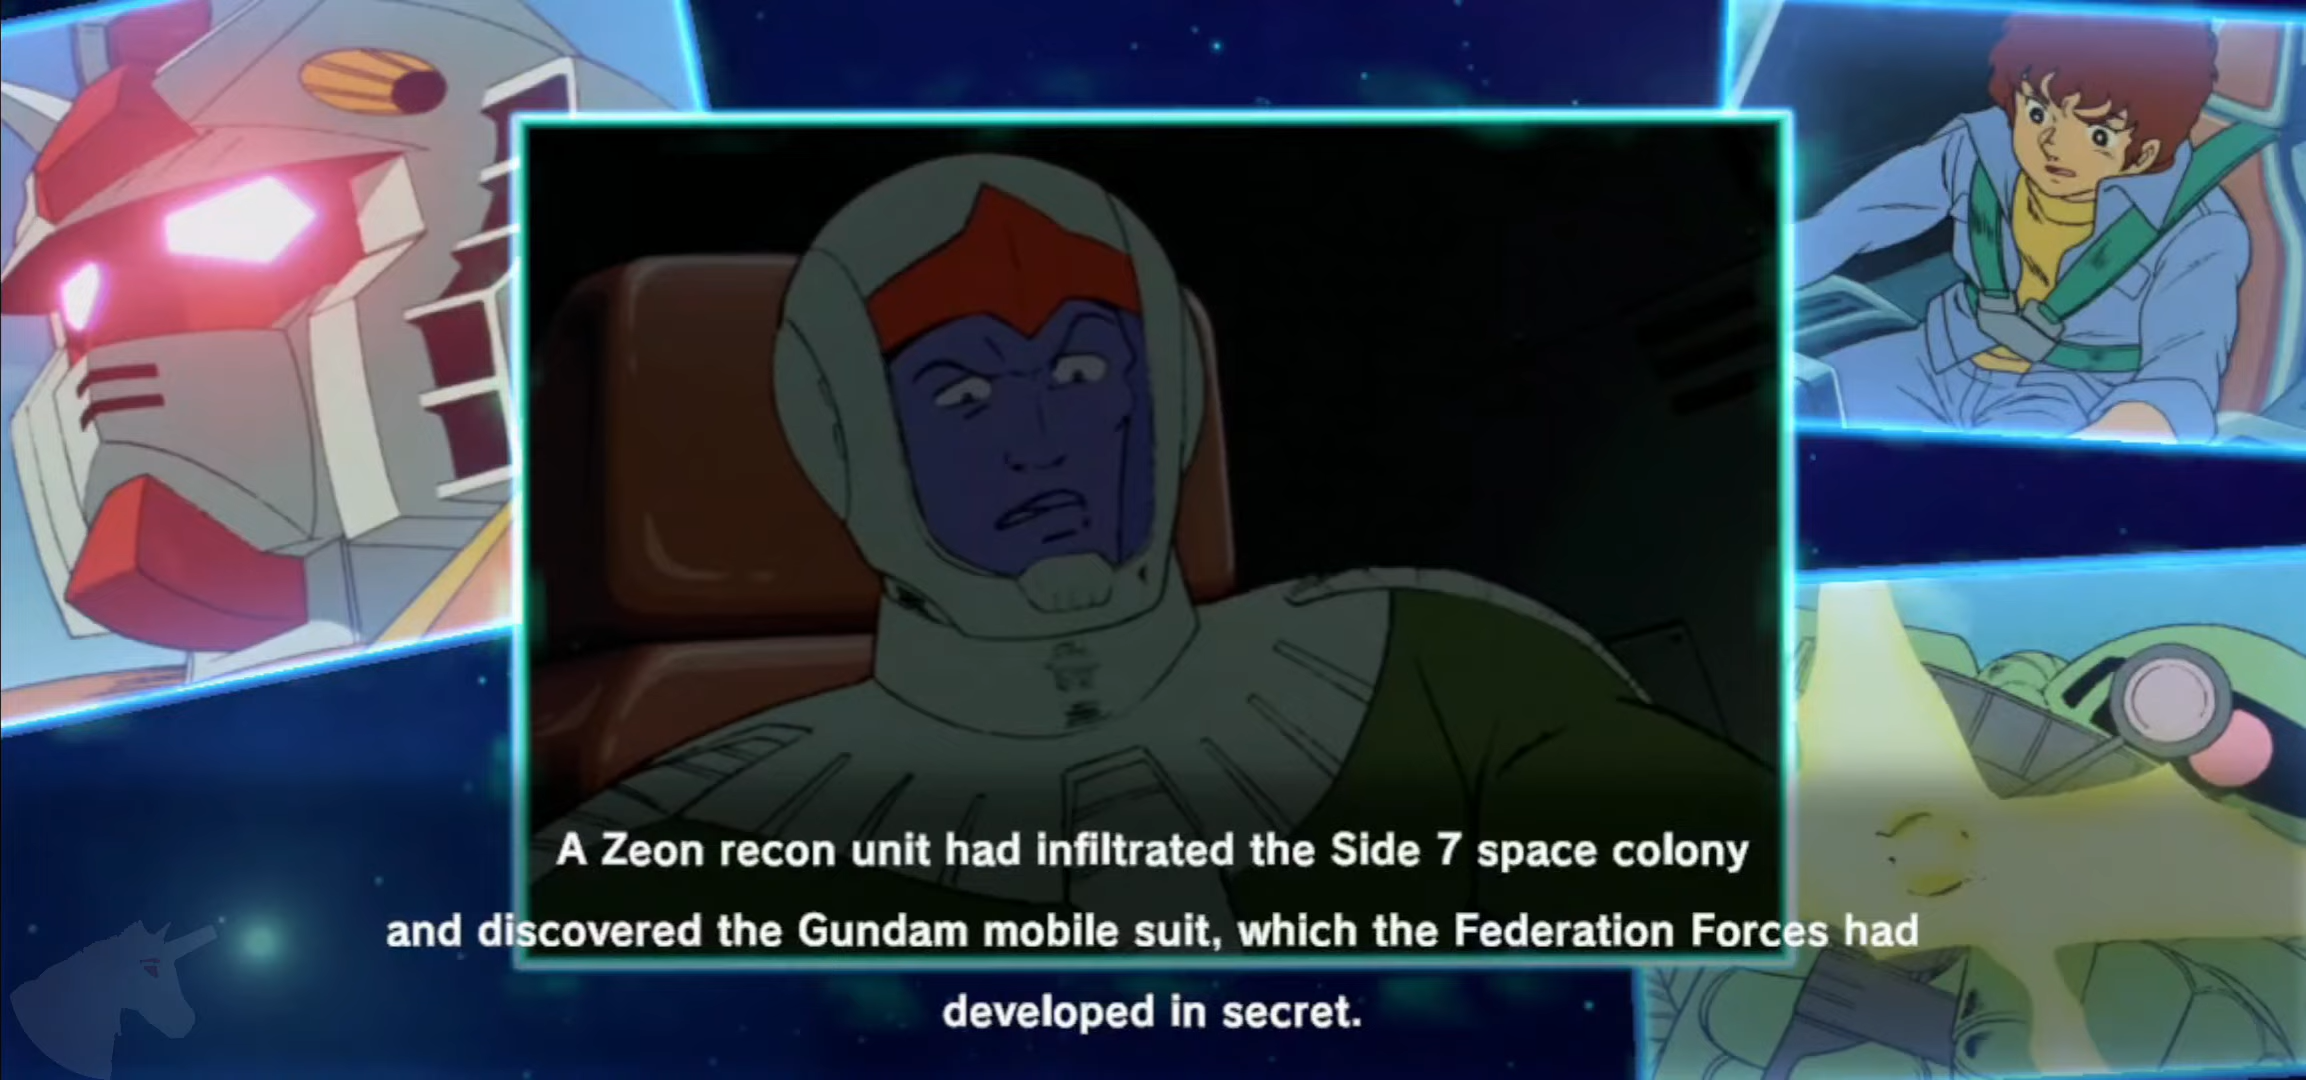 A Zeon recon unit had infiltrated the Side 7 space colony
and discovered the Gundam mobile suit, which the Federation Forces had
developed in secret.